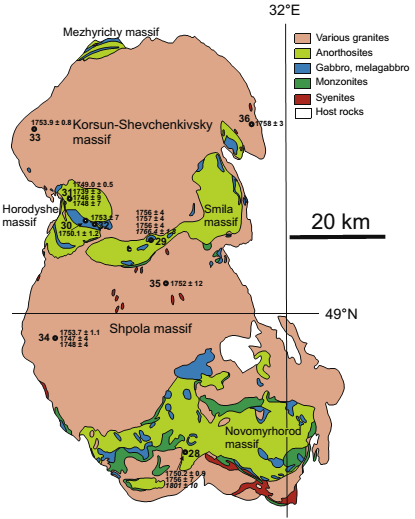 32°E
Mezhyrichy massif
Various granites
Anorthosites
Gabbro, melagabbro
Monzonites
Syenites
Host rocks
36
1758 ± 3
1753.9 ± 0.8
33
Korsun-Shevchenkivsky
massif
1749.0 ± 0.5
31
1739 ± 3
1746 ± 9
1748 ± 7
Horodyshe
massif
1753 ± 7
32
30
1750.1 ± 1.2
1756 ± 4
1757 ± 4
1756 ± 4
29
Smila
massif
20 km
35
1752 ± 12
49°N
Shpola massif
34
1753.7 ± 1.1
1747 ± 4
1748 ± 4
Novomyrhorod
massif
C
28
1750.2 ± 0.9
1756 ± 7
1801 ± 10